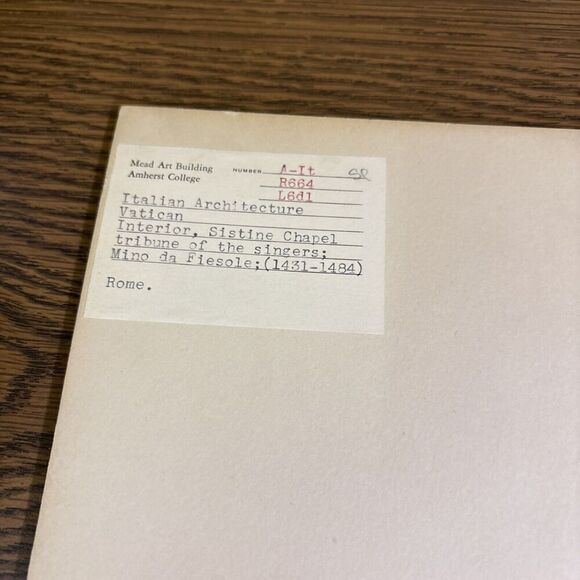 Mead Art Building
Amherst College
NUMBER A-It
R664
L6d1
Italian Architecture
Vatican
Interior, Sistine Chapel
tribune of the singers;
Mino da Fiesole;(1431-1484)
Rome.